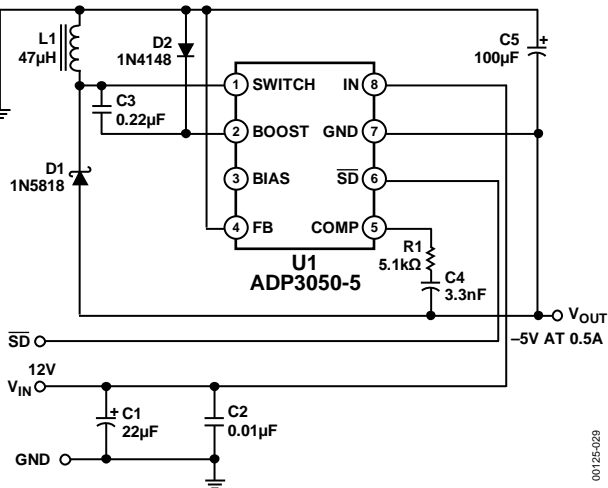 L1
47µH
D2
1N4148
C5
100µF
+
C3
0.22µF
1 SWITCH IN 8
2 BOOST GND 7
3 BIAS SD 6
4 FB COMP 5
D1
1N5818
U1
ADP3050-5
R1
5.1kΩ
C4
3.3nF
VOUT
–5V AT 0.5A
SD
12V
VIN
+ C1
22µF
C2
0.01µF
GND
00125-029